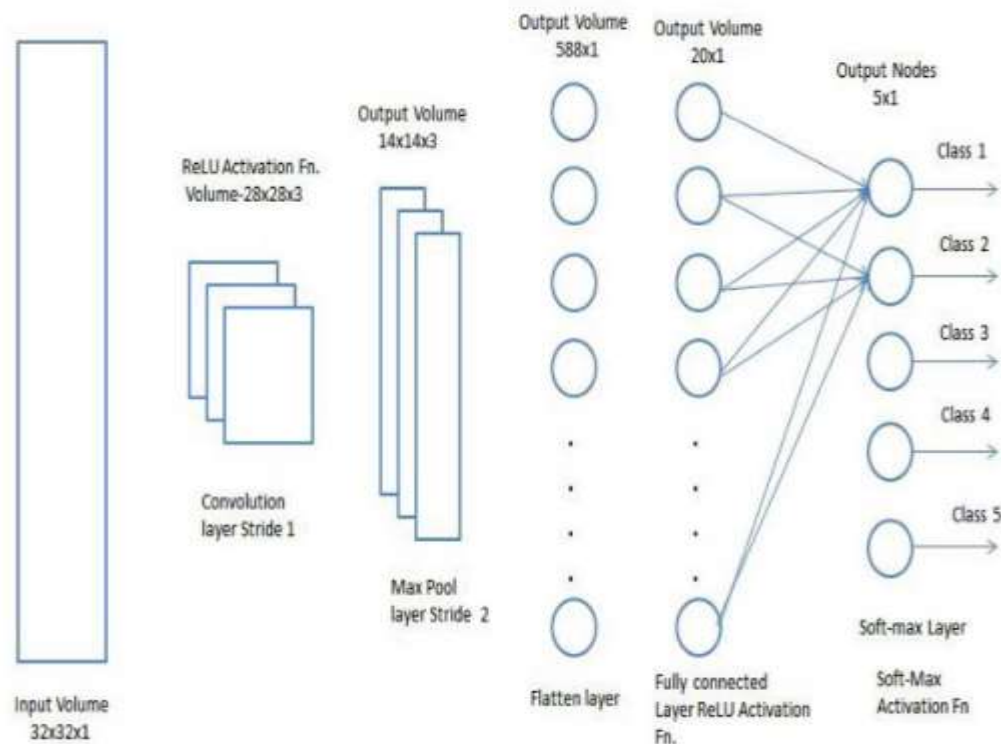 Input Volume
32x32x1
ReLU Activation Fn.
Volume-28x28x3
Convolution
layer Stride 1
Output Volume
14x14x3
Max Pool
layer Stride 2
Output Volume
588x1
Flatten layer
Output Volume
20x1
Fully connected
Layer ReLU Activation
Fn.
Output Nodes
5x1
Class 1
Class 2
Class 3
Class 4
Class 5
Soft-max Layer
Soft-Max
Activation Fn